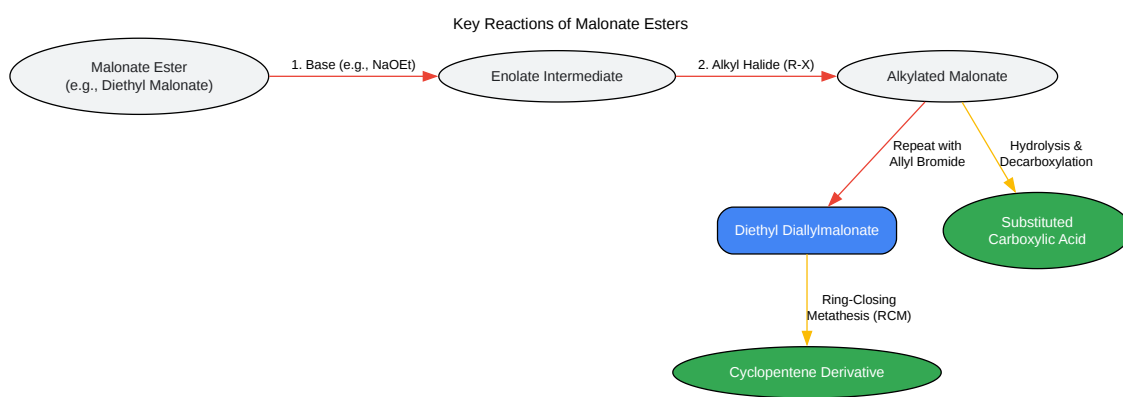 Key Reactions of Malonate Esters
Malonate Ester
(e.g., Diethyl Malonate)
1. Base (e.g., NaOEt)
Enolate Intermediate
2. Alkyl Halide (R-X)
Alkylated Malonate
Repeat with
Allyl Bromide
Hydrolysis &
Decarboxylation
Diethyl Diallylmalonate
Substituted
Carboxylic Acid
Ring-Closing
Metathesis (RCM)
Cyclopentene Derivative